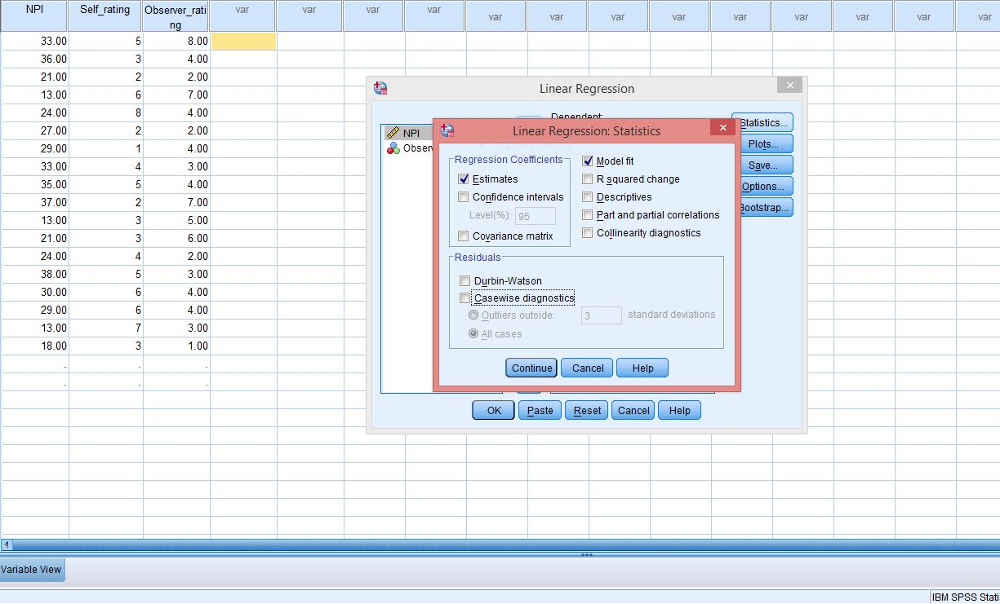 NPI Self_rating Observer_rati
ng
var var var var var var var var var var var var var
33.00 5 8.00
36.00 3 4.00
21.00 2 2.00
13.00 6 7.00
24.00 8 4.00
27.00 2 2.00
29.00 1 4.00
33.00 4 3.00
35.00 5 4.00
37.00 2 7.00
13.00 3 5.00
21.00 3 6.00
24.00 4 2.00
38.00 5 3.00
30.00 6 4.00
29.00 6 4.00
13.00 7 3.00
18.00 3 1.00
. . .
. . .
Linear Regression
Dependent:
NPI
Obser
Statistics...
Plots...
Save...
Options...
Bootstrap...
Linear Regression: Statistics
Regression Coefficients
Estimates
Confidence intervals
Level(%): 95
Covariance matrix
Model fit
R squared change
Descriptives
Part and partial correlations
Collinearity diagnostics
Residuals
Durbin-Watson
Casewise diagnostics
Outliers outside: 3 standard deviations
All cases
Continue Cancel Help
OK Paste Reset Cancel Help
Variable View
IBM SPSS Stati